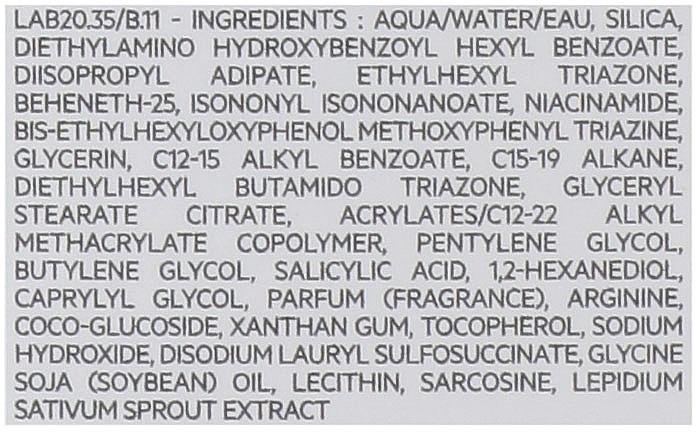 LAB20.35/B.11 - INGREDIENTS : AQUA/WATER/EAU, SILICA,
DIETHYLAMINO HYDROXYBENZOYL HEXYL BENZOATE,
DIISOPROPYL ADIPATE, ETHYLHEXYL TRIAZONE,
BEHENETH-25, ISONONYL ISONONANOATE, NIACINAMIDE,
BIS-ETHYLHEXYLOXYPHENOL METHOXYPHENYL TRIAZINE,
GLYCERIN, C12-15 ALKYL BENZOATE, C15-19 ALKANE,
DIETHYLHEXYL BUTAMIDO TRIAZONE, GLYCERYL
STEARATE CITRATE, ACRYLATES/C12-22 ALKYL
METHACRYLATE COPOLYMER, PENTYLENE GLYCOL,
BUTYLENE GLYCOL, SALICYLIC ACID, 1,2-HEXANEDIOL,
CAPRYLYL GLYCOL, PARFUM (FRAGRANCE), ARGININE,
COCO-GLUCOSIDE, XANTHAN GUM, TOCOPHEROL, SODIUM
HYDROXIDE, DISODIUM LAURYL SULFOSUCCINATE, GLYCINE
SOJA (SOYBEAN) OIL, LECITHIN, SARCOSINE, LEPIDIUM
SATIVUM SPROUT EXTRACT